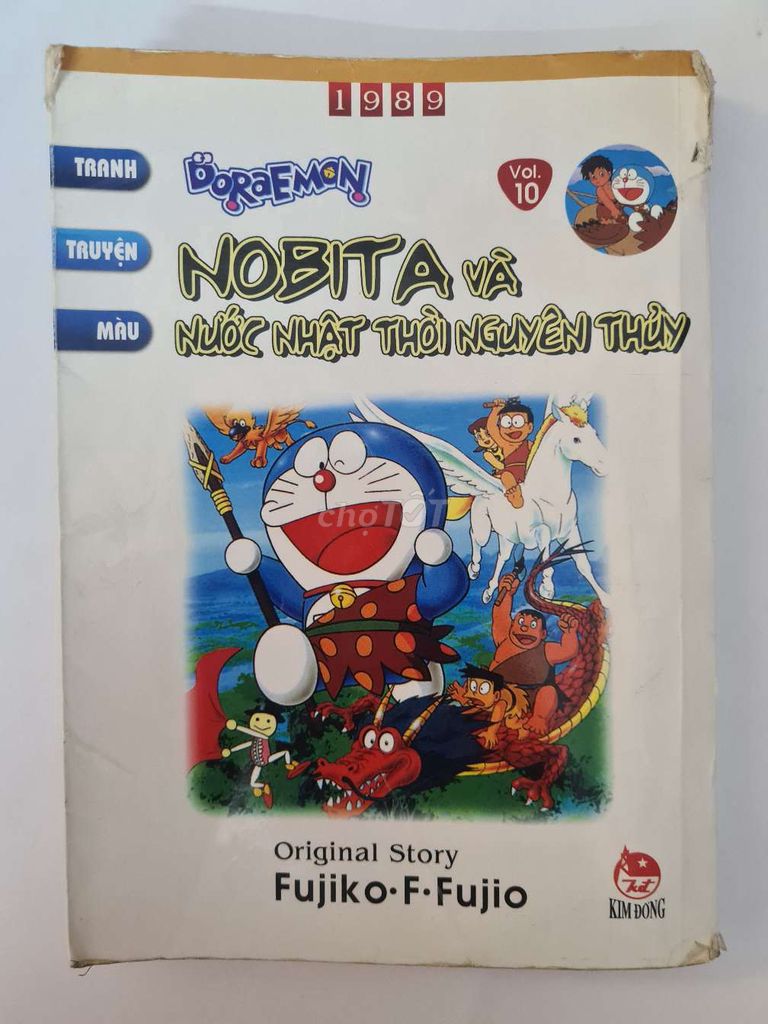 1989
TRANH
TRUYỆN
MÀU
DORAEMON
Vol.
10
NOBITA VÀ
NƯỚC NHẬT THỜI NGUYÊN THỦY
chợTỐT
Original Story
Fujiko·F·Fujio
Két
KIM ĐỒNG